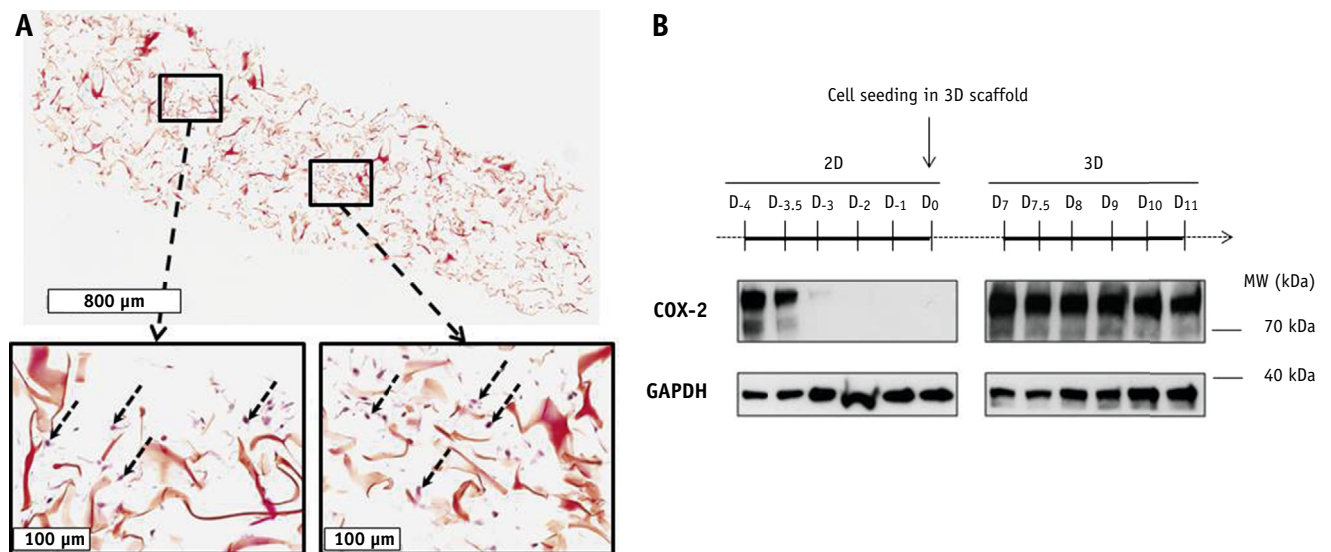 A
800 µm
100 µm
100 µm
B
Cell seeding in 3D scaffold
2D 3D
D-4 D-3.5 D-3 D-2 D-1 D0 D7 D7.5 D8 D9 D10 D11
MW (kDa)
COX-2
70 kDa
40 kDa
GAPDH